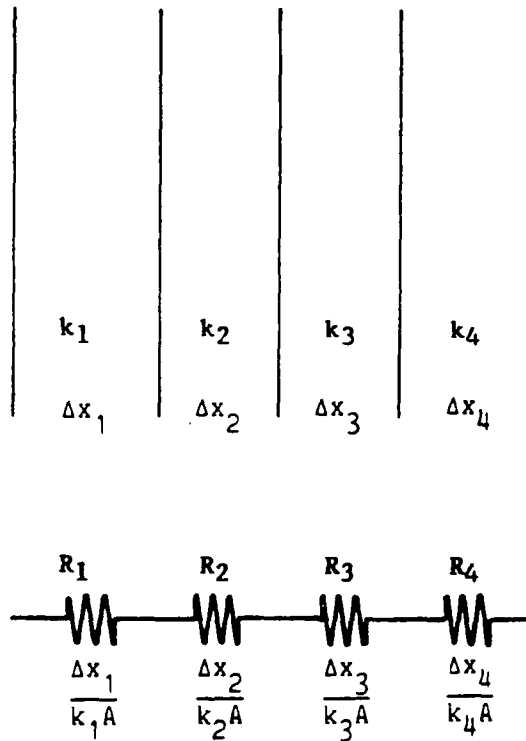 k₁ k₂ k₃ k₄
Δx₁ Δx₂ Δx₃ Δx₄
R₁ R₂ R₃ R₄
Δx₁ Δx₂ Δx₃ Δx₄
k₁A k₂A k₃A k₄A